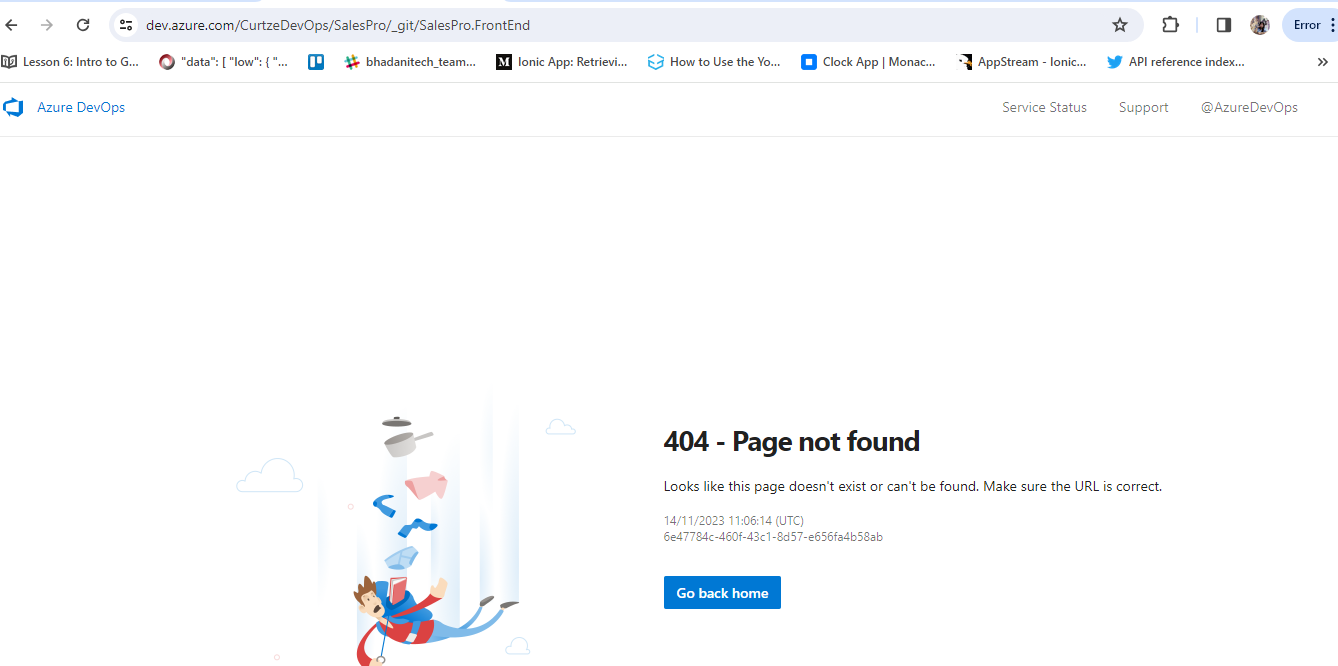 dev.azure.com/CurtzeDevOps/SalesPro/_git/SalesPro.FrontEnd
Error
Lesson 6: Intro to G...
"data": [ "low": { "...
bhadanitech_team...
M
Ionic App: Retrievi...
How to Use the Yo...
Clock App | Monac...
AppStream - Ionic...
API reference index...
Azure DevOps
Service Status
Support
@AzureDevOps
404 - Page not found
Looks like this page doesn't exist or can't be found. Make sure the URL is correct.
14/11/2023 11:06:14 (UTC)
6e47784c-460f-43c1-8d57-e656fa4b58ab
Go back home